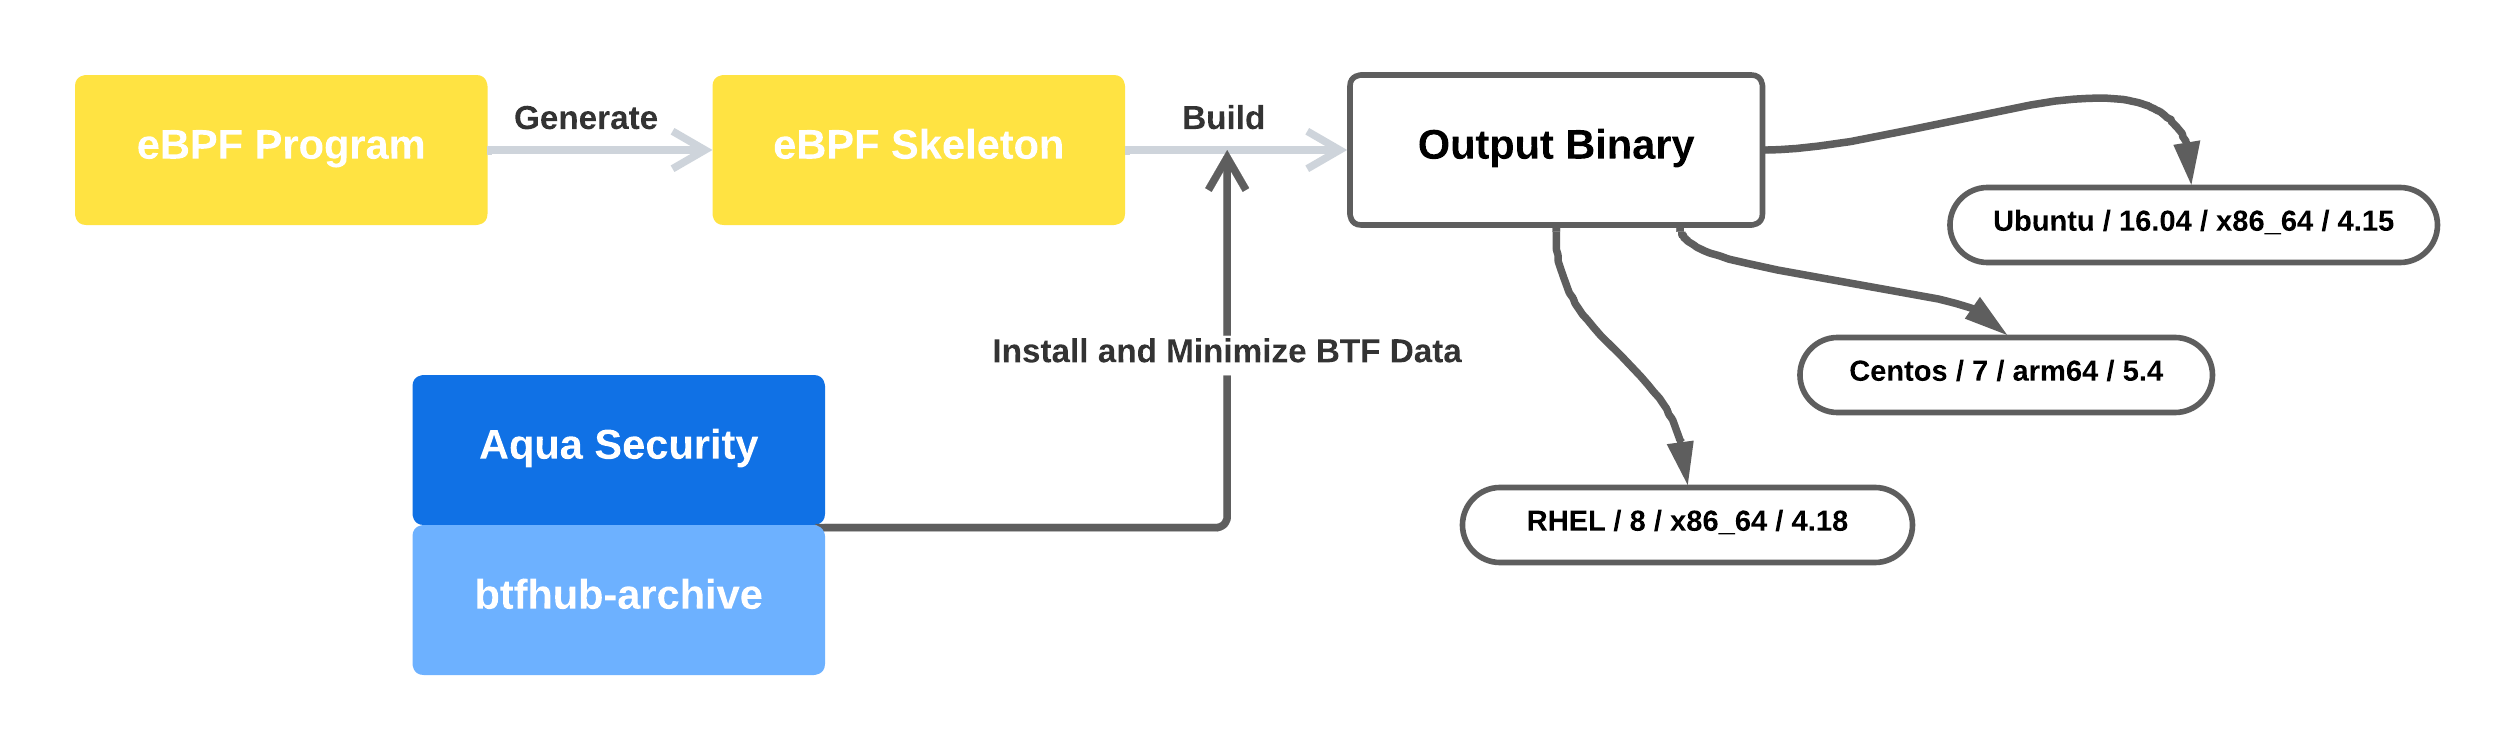 eBPF Program
Generate
eBPF Skeleton
Build
Output Binary
Ubuntu / 16.04 / x86_64 / 4.15
Install and Minimize BTF Data
Centos / 7 / arm64 / 5.4
Aqua Security
RHEL / 8 / x86_64 / 4.18
btfhub-archive